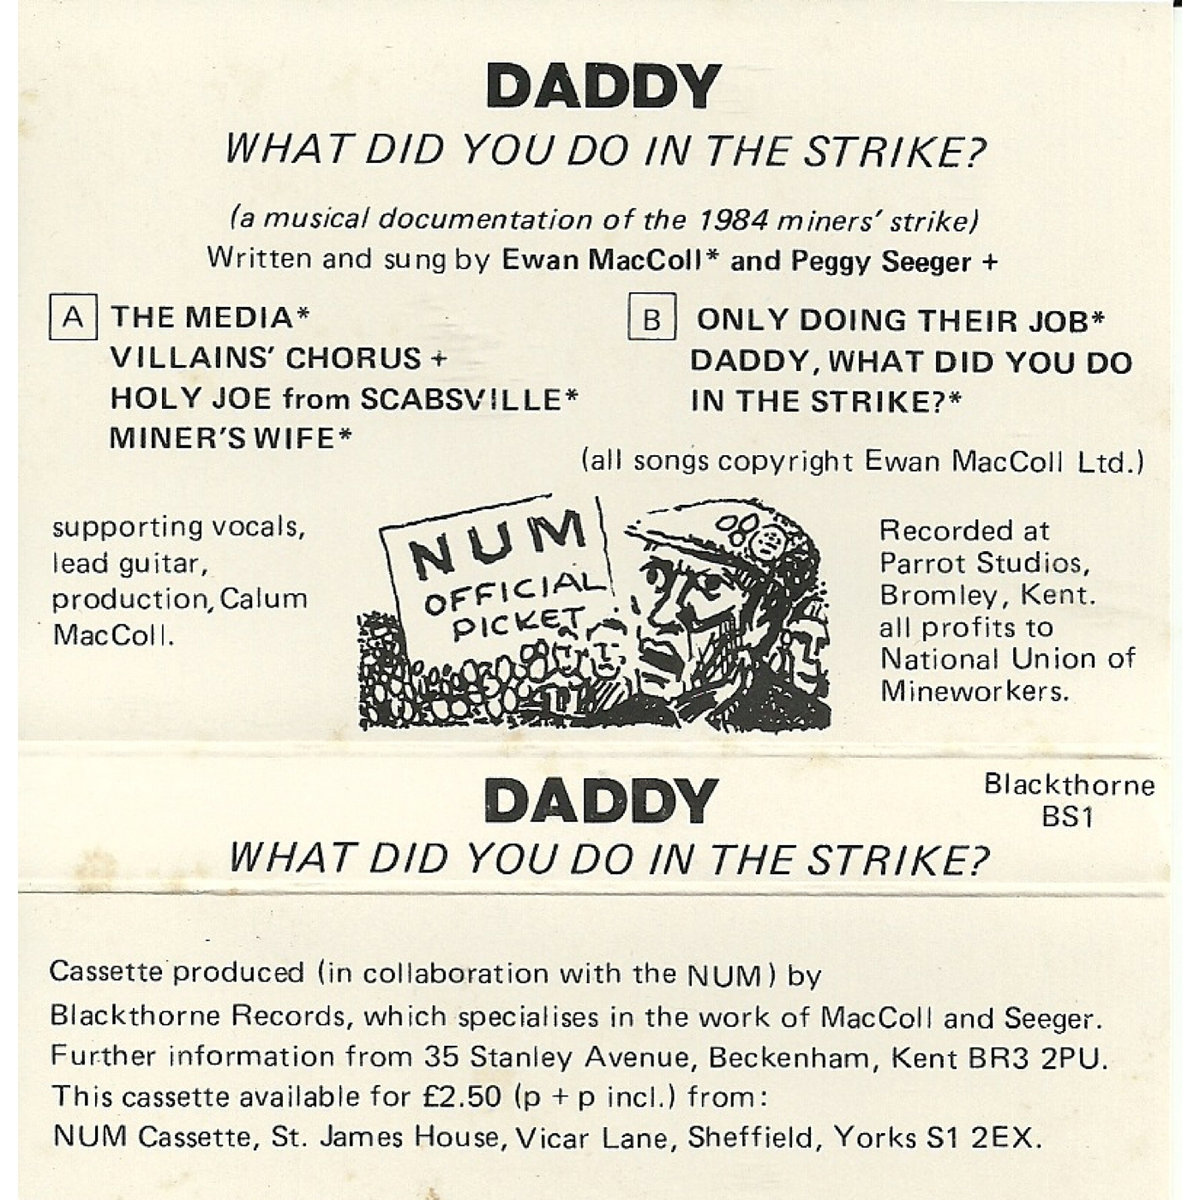 DADDY
WHAT DID YOU DO IN THE STRIKE?
(a musical documentation of the 1984 miners' strike)
Written and sung by Ewan MacColl* and Peggy Seeger +
A THE MEDIA*
VILLAINS' CHORUS +
HOLY JOE from SCABSVILLE*
MINER'S WIFE*
B ONLY DOING THEIR JOB*
DADDY, WHAT DID YOU DO
IN THE STRIKE?*
(all songs copyright Ewan MacColl Ltd.)
supporting vocals,
lead guitar,
production, Calum
MacColl.
NUM
OFFICIAL
PICKET
Recorded at
Parrot Studios,
Bromley, Kent.
all profits to
National Union of
Mineworkers.
DADDY
WHAT DID YOU DO IN THE STRIKE?
Blackthorne
BS1
Cassette produced (in collaboration with the NUM) by
Blackthorne Records, which specialises in the work of MacColl and Seeger.
Further information from 35 Stanley Avenue, Beckenham, Kent BR3 2PU.
This cassette available for £2.50 (p + p incl.) from:
NUM Cassette, St. James House, Vicar Lane, Sheffield, Yorks S1 2EX.